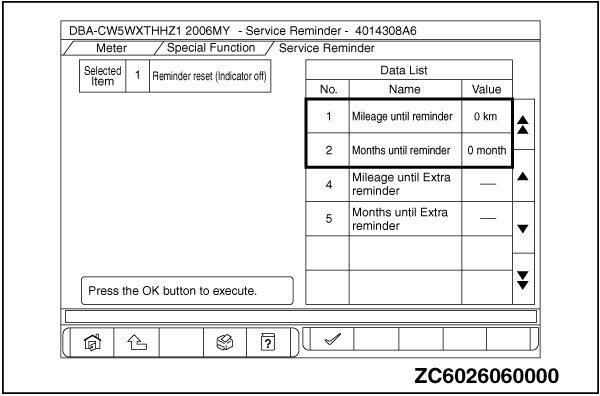 DBA-CW5WXTHHZ1 2006MY - Service Reminder - 4014308A6
Meter / Special Function / Service Reminder
Selected Item 1 Reminder reset (Indicator off)
Data List
No. Name Value
1 Mileage until reminder 0 km
2 Months until reminder 0 month
4 Mileage until Extra reminder —
5 Months until Extra reminder —
Press the OK button to execute.
?
ZC6026060000